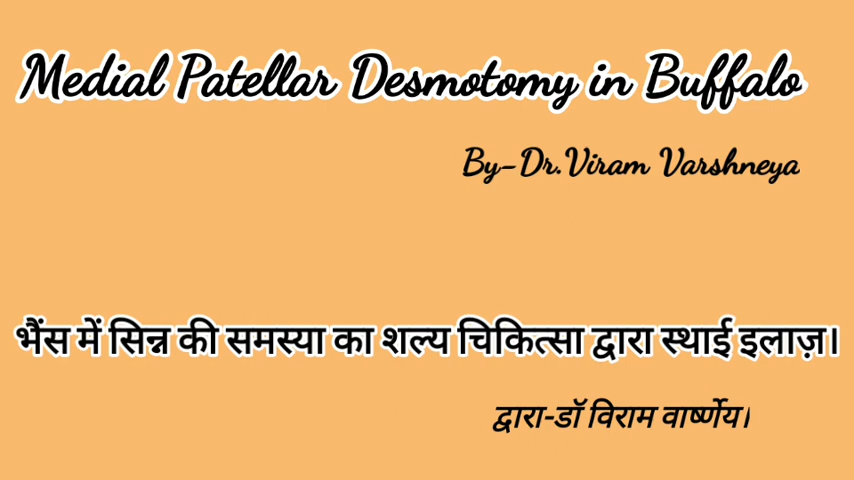 Medial Patellar Desmotomy in Buffalo
By-Dr.Viram Varshneya
भैंस में सिन्न की समस्या का शल्य चिकित्सा द्वारा स्थाई इलाज़।
द्वारा-डॉ विराम वार्ष्णेय।